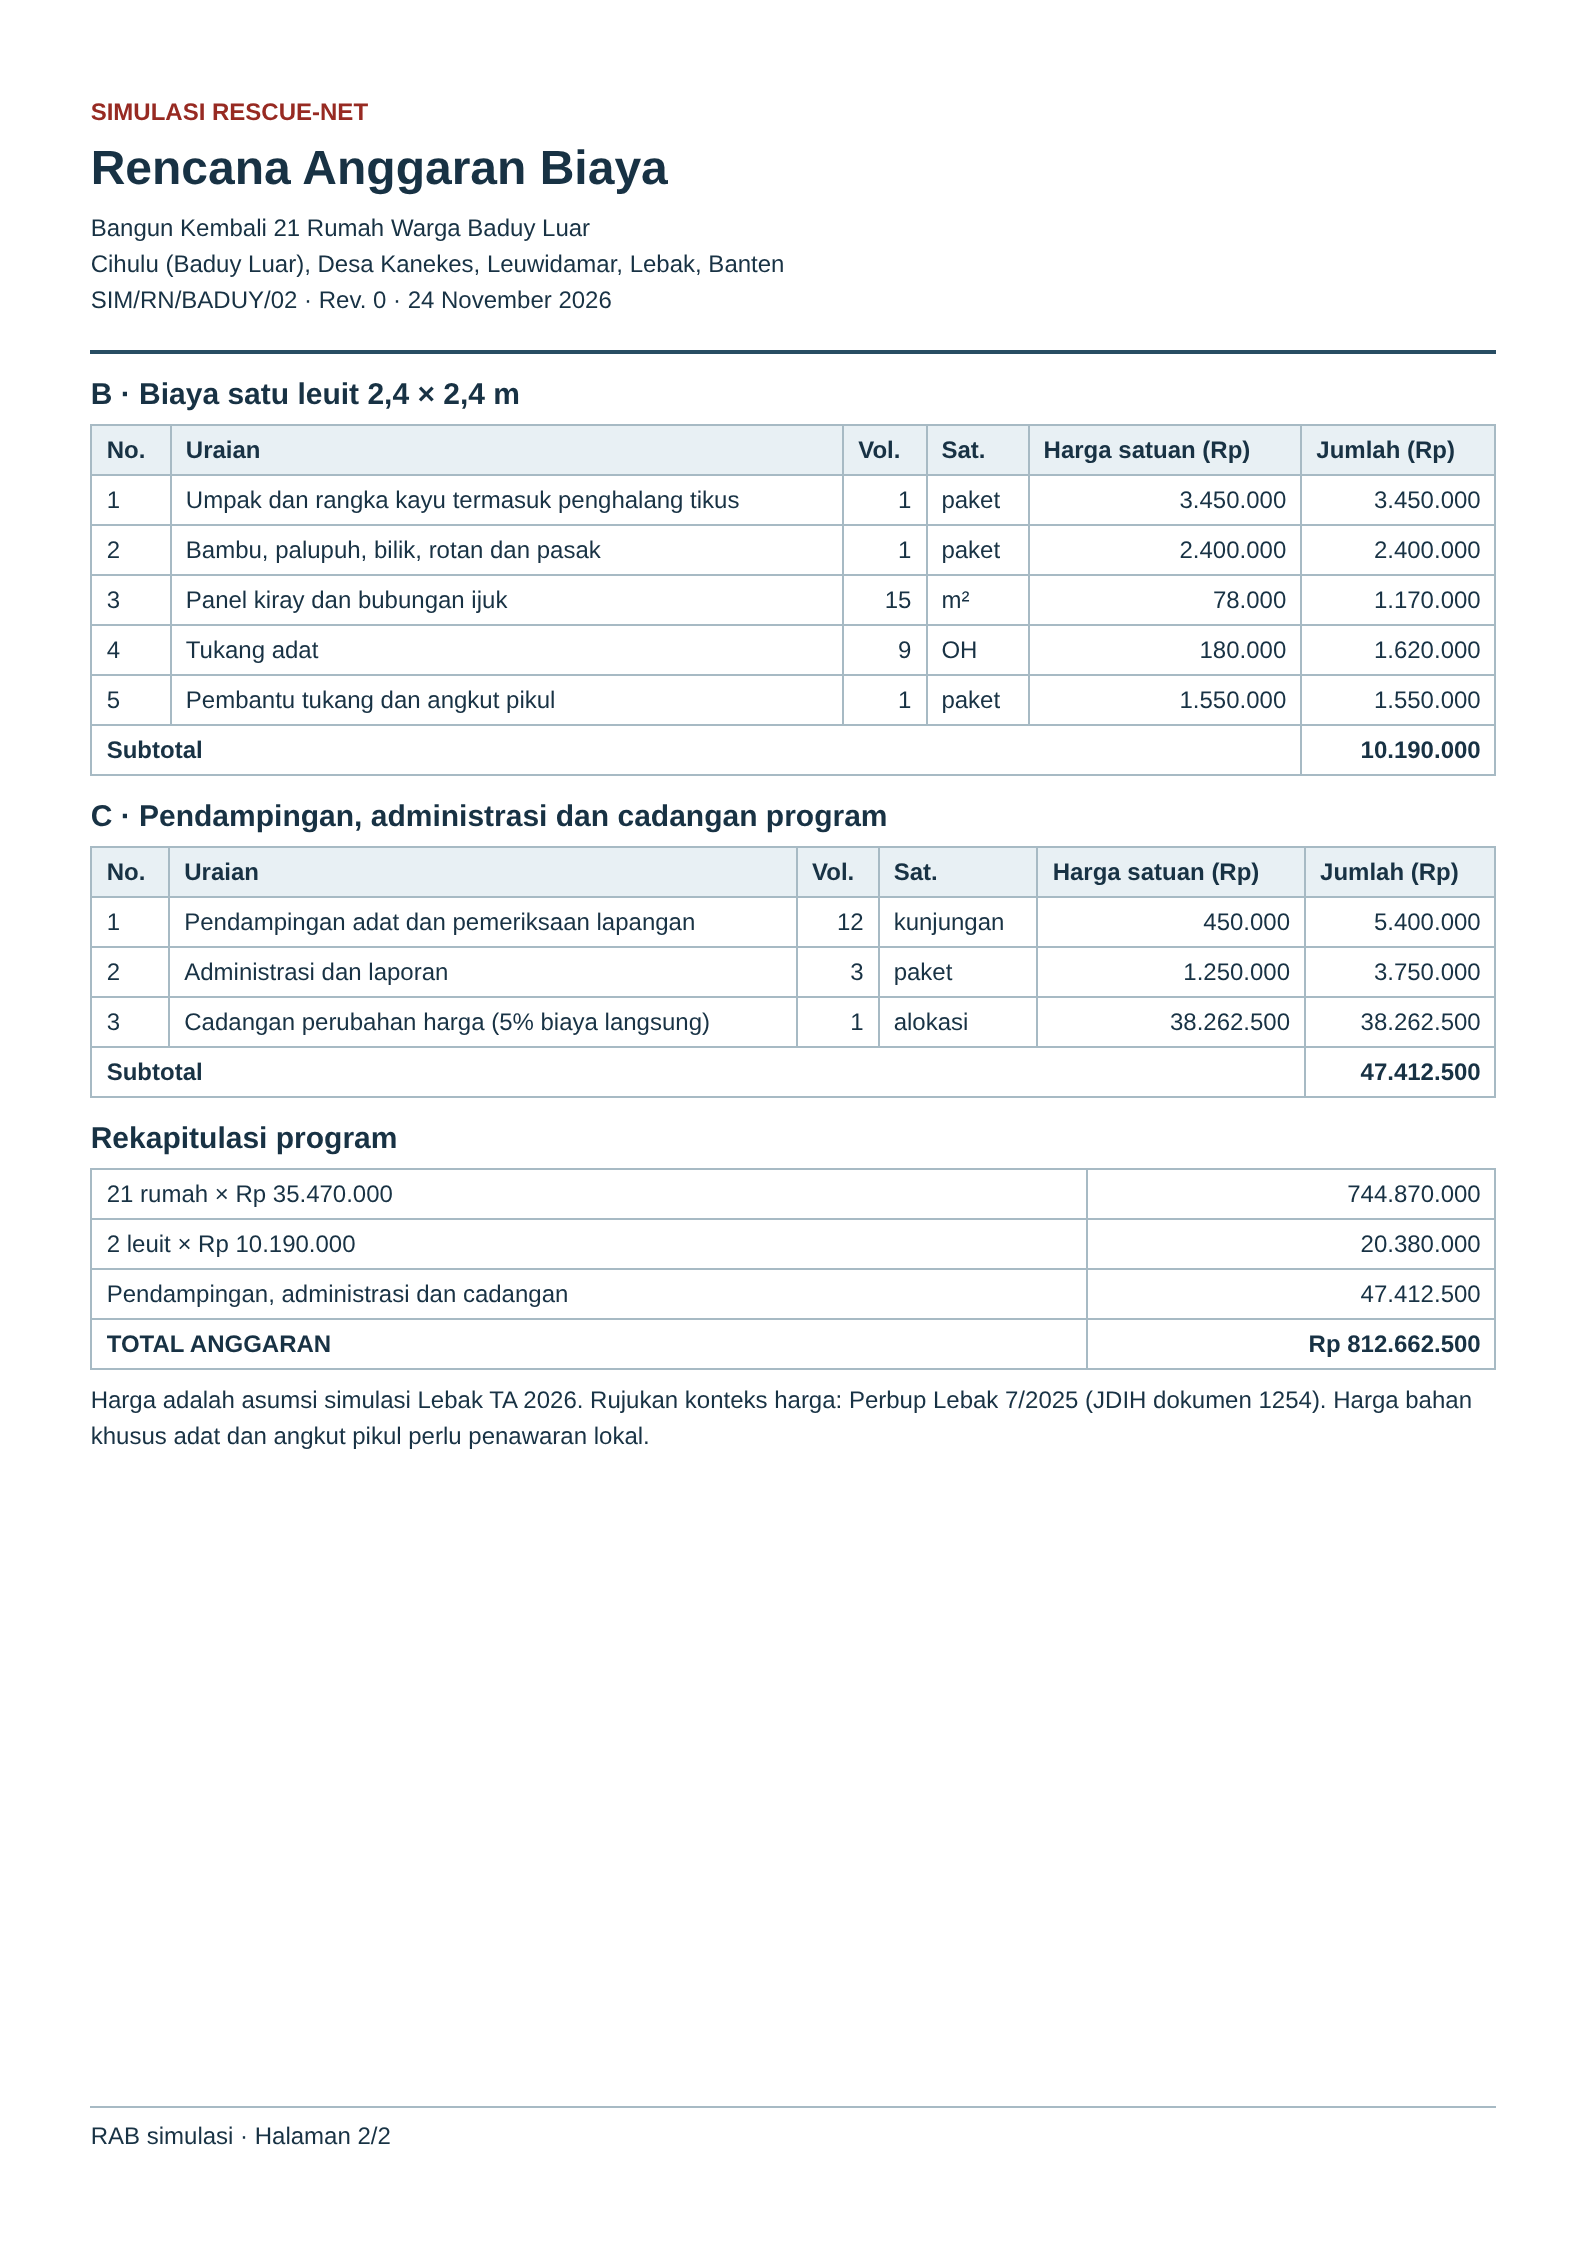 SIMULASI RESCUE-NET
Rencana Anggaran Biaya
Bangun Kembali 21 Rumah Warga Baduy Luar
Cihulu (Baduy Luar), Desa Kanekes, Leuwidamar, Lebak, Banten
SIM/RN/BADUY/02 · Rev. 0 · 24 November 2026
B · Biaya satu leuit 2,4 × 2,4 m
No. Uraian Vol. Sat. Harga satuan (Rp) Jumlah (Rp)
1 Umpak dan rangka kayu termasuk penghalang tikus 1 paket 3.450.000 3.450.000
2 Bambu, palupuh, bilik, rotan dan pasak 1 paket 2.400.000 2.400.000
3 Panel kiray dan bubungan ijuk 15 m² 78.000 1.170.000
4 Tukang adat 9 OH 180.000 1.620.000
5 Pembantu tukang dan angkut pikul 1 paket 1.550.000 1.550.000
Subtotal 10.190.000
C · Pendampingan, administrasi dan cadangan program
No. Uraian Vol. Sat. Harga satuan (Rp) Jumlah (Rp)
1 Pendampingan adat dan pemeriksaan lapangan 12 kunjungan 450.000 5.400.000
2 Administrasi dan laporan 3 paket 1.250.000 3.750.000
3 Cadangan perubahan harga (5% biaya langsung) 1 alokasi 38.262.500 38.262.500
Subtotal 47.412.500
Rekapitulasi program
21 rumah × Rp 35.470.000 744.870.000
2 leuit × Rp 10.190.000 20.380.000
Pendampingan, administrasi dan cadangan 47.412.500
TOTAL ANGGARAN Rp 812.662.500
Harga adalah asumsi simulasi Lebak TA 2026. Rujukan konteks harga: Perbup Lebak 7/2025 (JDIH dokumen 1254). Harga bahan
khusus adat dan angkut pikul perlu penawaran lokal.
RAB simulasi · Halaman 2/2